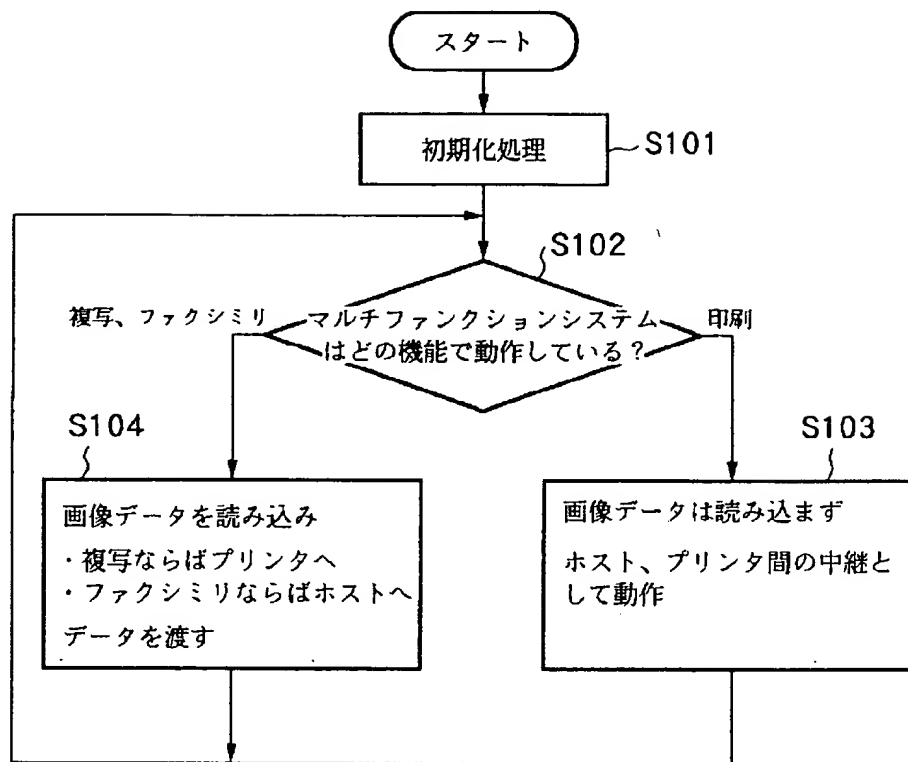 スタート
初期化処理
S101
S102
複写、ファクシミリ
マルチファンクションシステム
はどの機能で動作している？
印刷
S104
画像データを読み込み
・複写ならばプリンタへ
・ファクシミリならばホストへ
データを渡す
S103
画像データは読み込まず
ホスト、プリンタ間の中継と
して動作